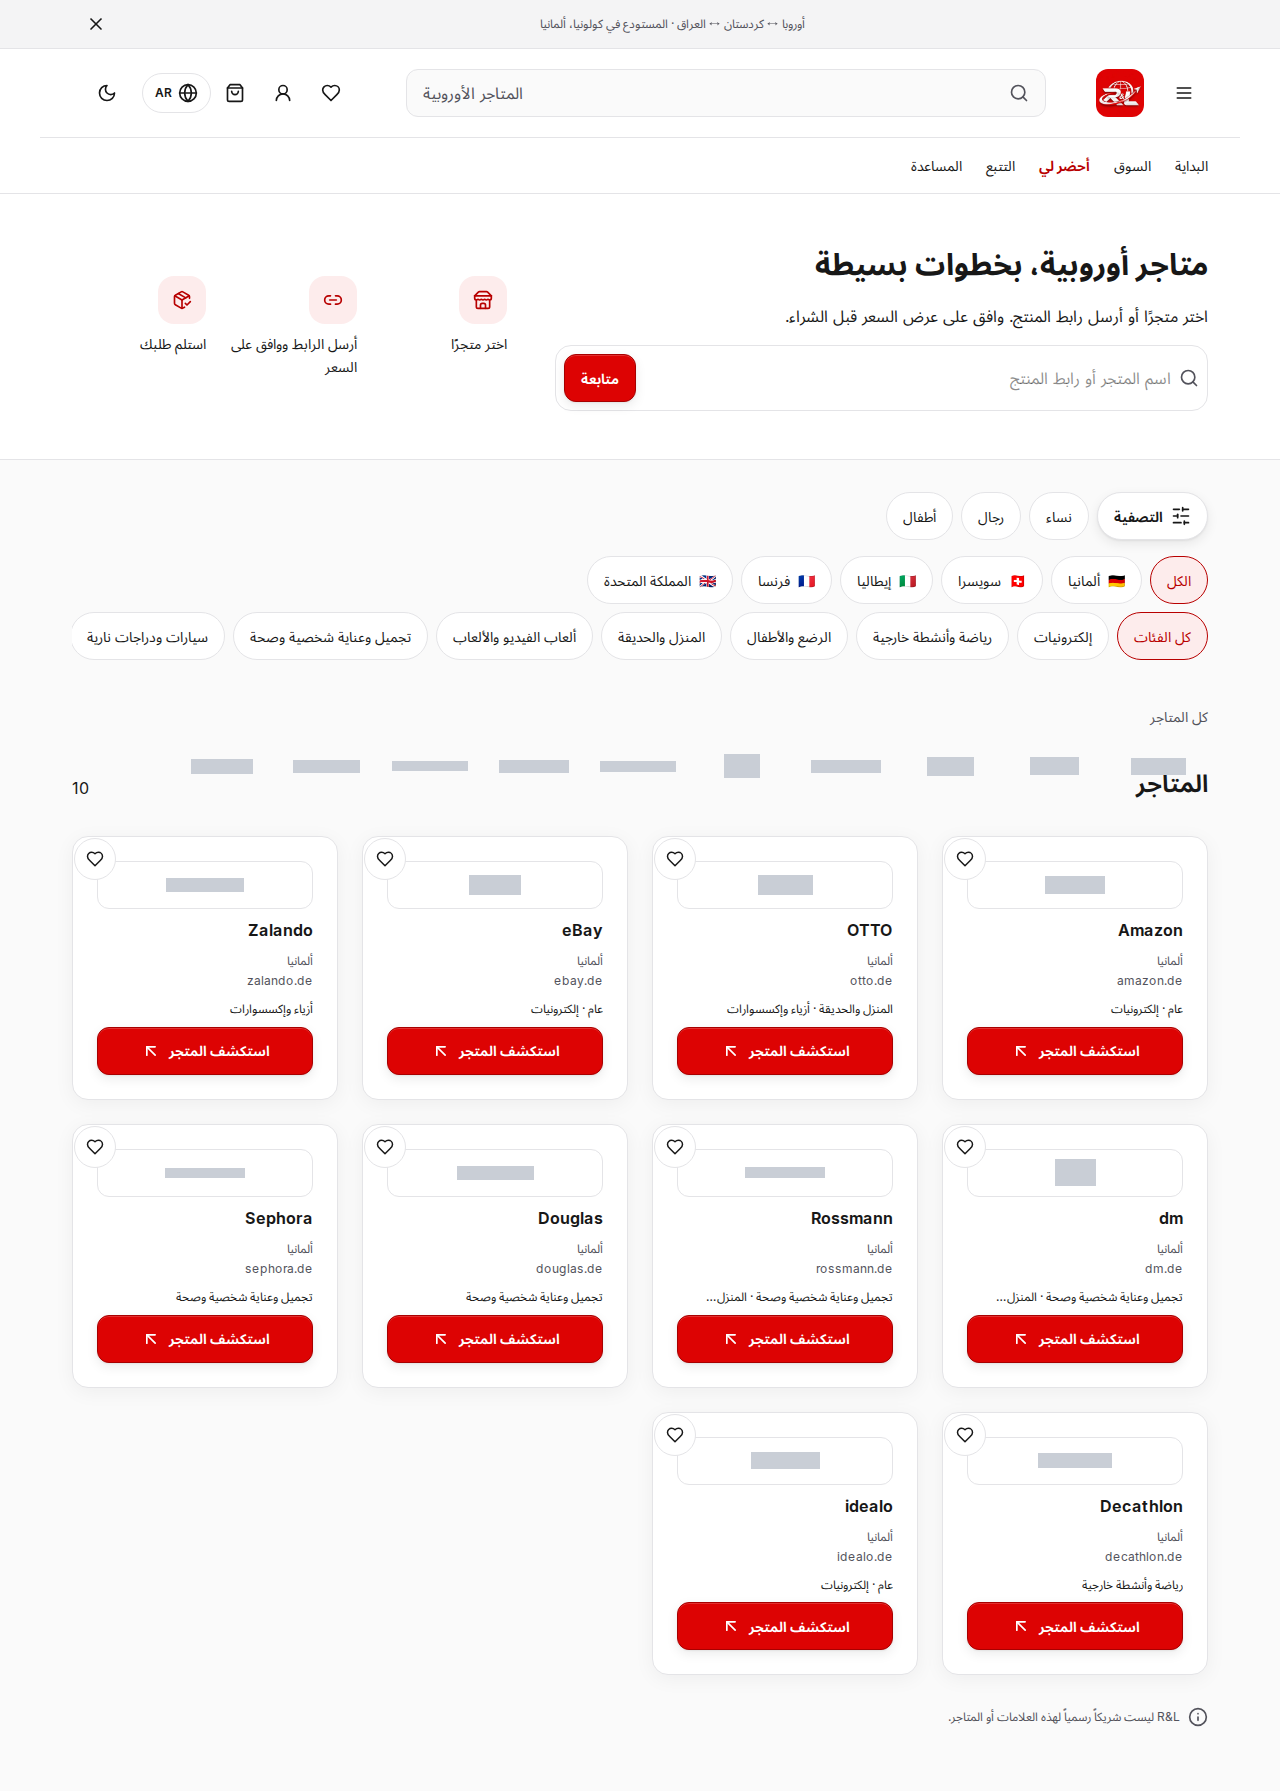 أوروبا ↔ كردستان ↔ العراق · المستودع في كولونيا، ألمانيا
R&L
المتاجر الأوروبية
AR
البداية
السوق
أحضر لي
التتبع
المساعدة
متاجر أوروبية، بخطوات بسيطة
اختر متجرًا أو أرسل رابط المنتج. وافق على عرض السعر قبل الشراء.
اسم المتجر أو رابط المنتج
متابعة
اختر متجرًا
أرسل الرابط ووافق على
السعر
استلم طلبك
التصفية
نساء
رجال
أطفال
الكل
ألمانيا
سويسرا
إيطاليا
فرنسا
المملكة المتحدة
كل الفئات
إلكترونيات
رياضة وأنشطة خارجية
الرضع والأطفال
المنزل والحديقة
ألعاب الفيديو والألعاب
تجميل وعناية شخصية وصحة
سيارات ودراجات نارية
كل المتاجر
المتاجر
10
Amazon
ألمانيا
amazon.de
عام · إلكترونيات
استكشف المتجر
OTTO
ألمانيا
otto.de
المنزل والحديقة · أزياء وإكسسوارات
استكشف المتجر
eBay
ألمانيا
ebay.de
عام · إلكترونيات
استكشف المتجر
Zalando
ألمانيا
zalando.de
أزياء وإكسسوارات
استكشف المتجر
dm
ألمانيا
dm.de
تجميل وعناية شخصية وصحة · المنزل...
استكشف المتجر
Rossmann
ألمانيا
rossmann.de
تجميل وعناية شخصية وصحة · المنزل...
استكشف المتجر
Douglas
ألمانيا
douglas.de
تجميل وعناية شخصية وصحة
استكشف المتجر
Sephora
ألمانيا
sephora.de
تجميل وعناية شخصية وصحة
استكشف المتجر
Decathlon
ألمانيا
decathlon.de
رياضة وأنشطة خارجية
استكشف المتجر
idealo
ألمانيا
idealo.de
عام · إلكترونيات
استكشف المتجر
R&L ليست شريكاً رسمياً لهذه العلامات أو المتاجر.